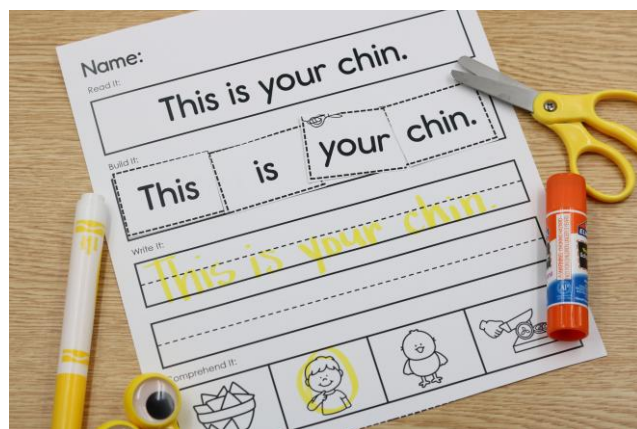 Name:
Read It:
This is your chin.
Build It:
This is your chin.
Write It:
This is your chin.
Comprehend It: